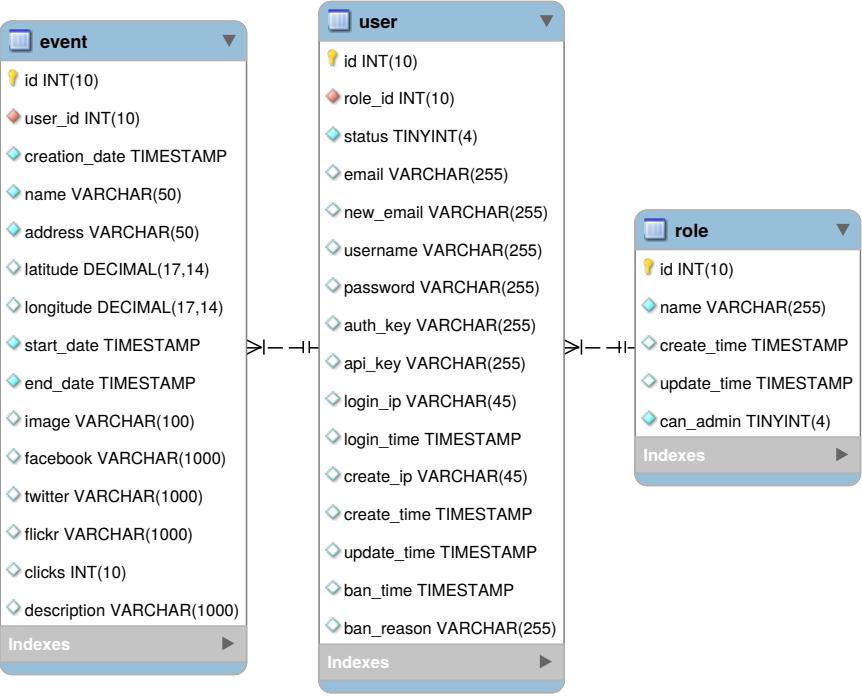 event
id INT(10)
user_id INT(10)
creation_date TIMESTAMP
name VARCHAR(50)
address VARCHAR(50)
latitude DECIMAL(17,14)
longitude DECIMAL(17,14)
start_date TIMESTAMP
end_date TIMESTAMP
image VARCHAR(100)
facebook VARCHAR(1000)
twitter VARCHAR(1000)
flickr VARCHAR(1000)
clicks INT(10)
description VARCHAR(1000)
Indexes
user
id INT(10)
role_id INT(10)
status TINYINT(4)
email VARCHAR(255)
new_email VARCHAR(255)
username VARCHAR(255)
password VARCHAR(255)
auth_key VARCHAR(255)
api_key VARCHAR(255)
login_ip VARCHAR(45)
login_time TIMESTAMP
create_ip VARCHAR(45)
create_time TIMESTAMP
update_time TIMESTAMP
ban_time TIMESTAMP
ban_reason VARCHAR(255)
Indexes
role
id INT(10)
name VARCHAR(255)
create_time TIMESTAMP
update_time TIMESTAMP
can_admin TINYINT(4)
Indexes